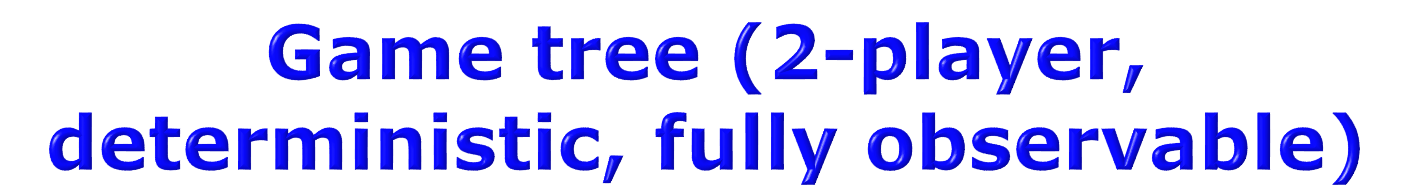 Game tree (2-player,
deterministic, fully observable)